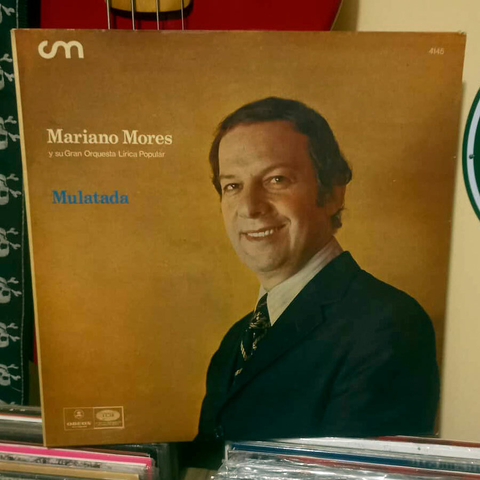 cm
4146
Mariano Mores
y su Gran Orquesta Lírica Popular
Mulatada